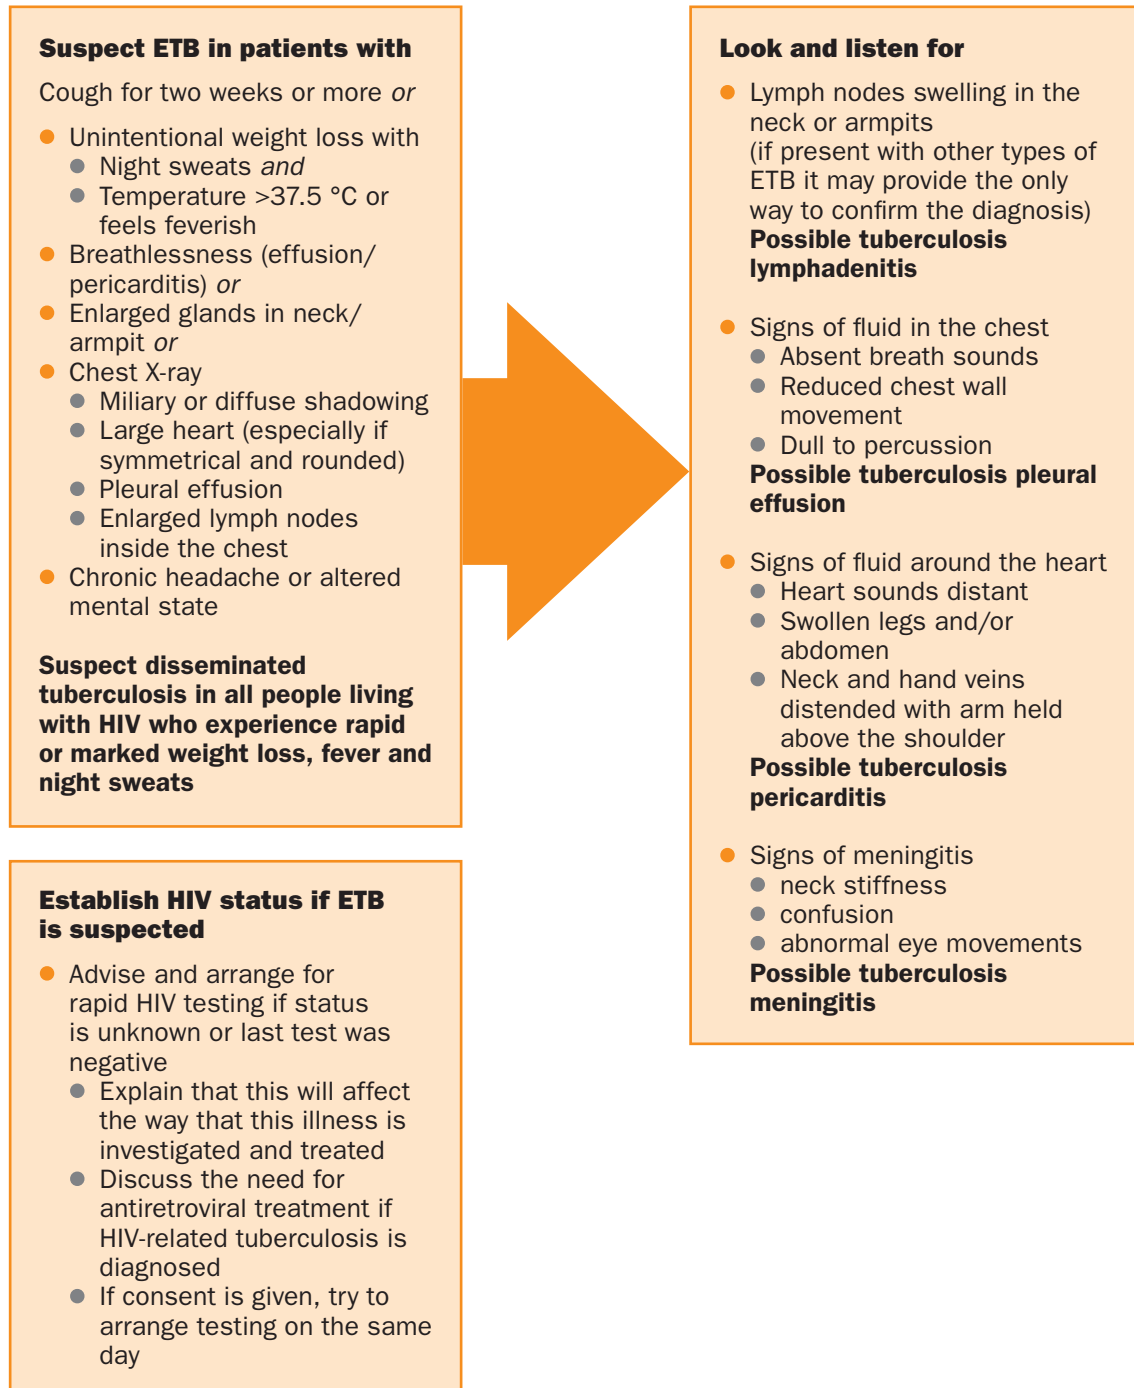 Suspect ETB in patients with
Cough for two weeks or more or
● Unintentional weight loss with
● Night sweats and
● Temperature >37.5 °C or
feels feverish
● Breathlessness (effusion/
pericarditis) or
● Enlarged glands in neck/
armpit or
● Chest X-ray
● Miliary or diffuse shadowing
● Large heart (especially if
symmetrical and rounded)
● Pleural effusion
● Enlarged lymph nodes
inside the chest
● Chronic headache or altered
mental state
Suspect disseminated
tuberculosis in all people living
with HIV who experience rapid
or marked weight loss, fever and
night sweats
Establish HIV status if ETB
is suspected
● Advise and arrange for
rapid HIV testing if status
is unknown or last test was
negative
● Explain that this will affect
the way that this illness is
investigated and treated
● Discuss the need for
antiretroviral treatment if
HIV-related tuberculosis is
diagnosed
● If consent is given, try to
arrange testing on the same
day
Look and listen for
● Lymph nodes swelling in the
neck or armpits
(if present with other types of
ETB it may provide the only
way to confirm the diagnosis)
Possible tuberculosis
lymphadenitis
● Signs of fluid in the chest
● Absent breath sounds
● Reduced chest wall
movement
● Dull to percussion
Possible tuberculosis pleural
effusion
● Signs of fluid around the heart
● Heart sounds distant
● Swollen legs and/or
abdomen
● Neck and hand veins
distended with arm held
above the shoulder
Possible tuberculosis
pericarditis
● Signs of meningitis
● neck stiffness
● confusion
● abnormal eye movements
Possible tuberculosis
meningitis